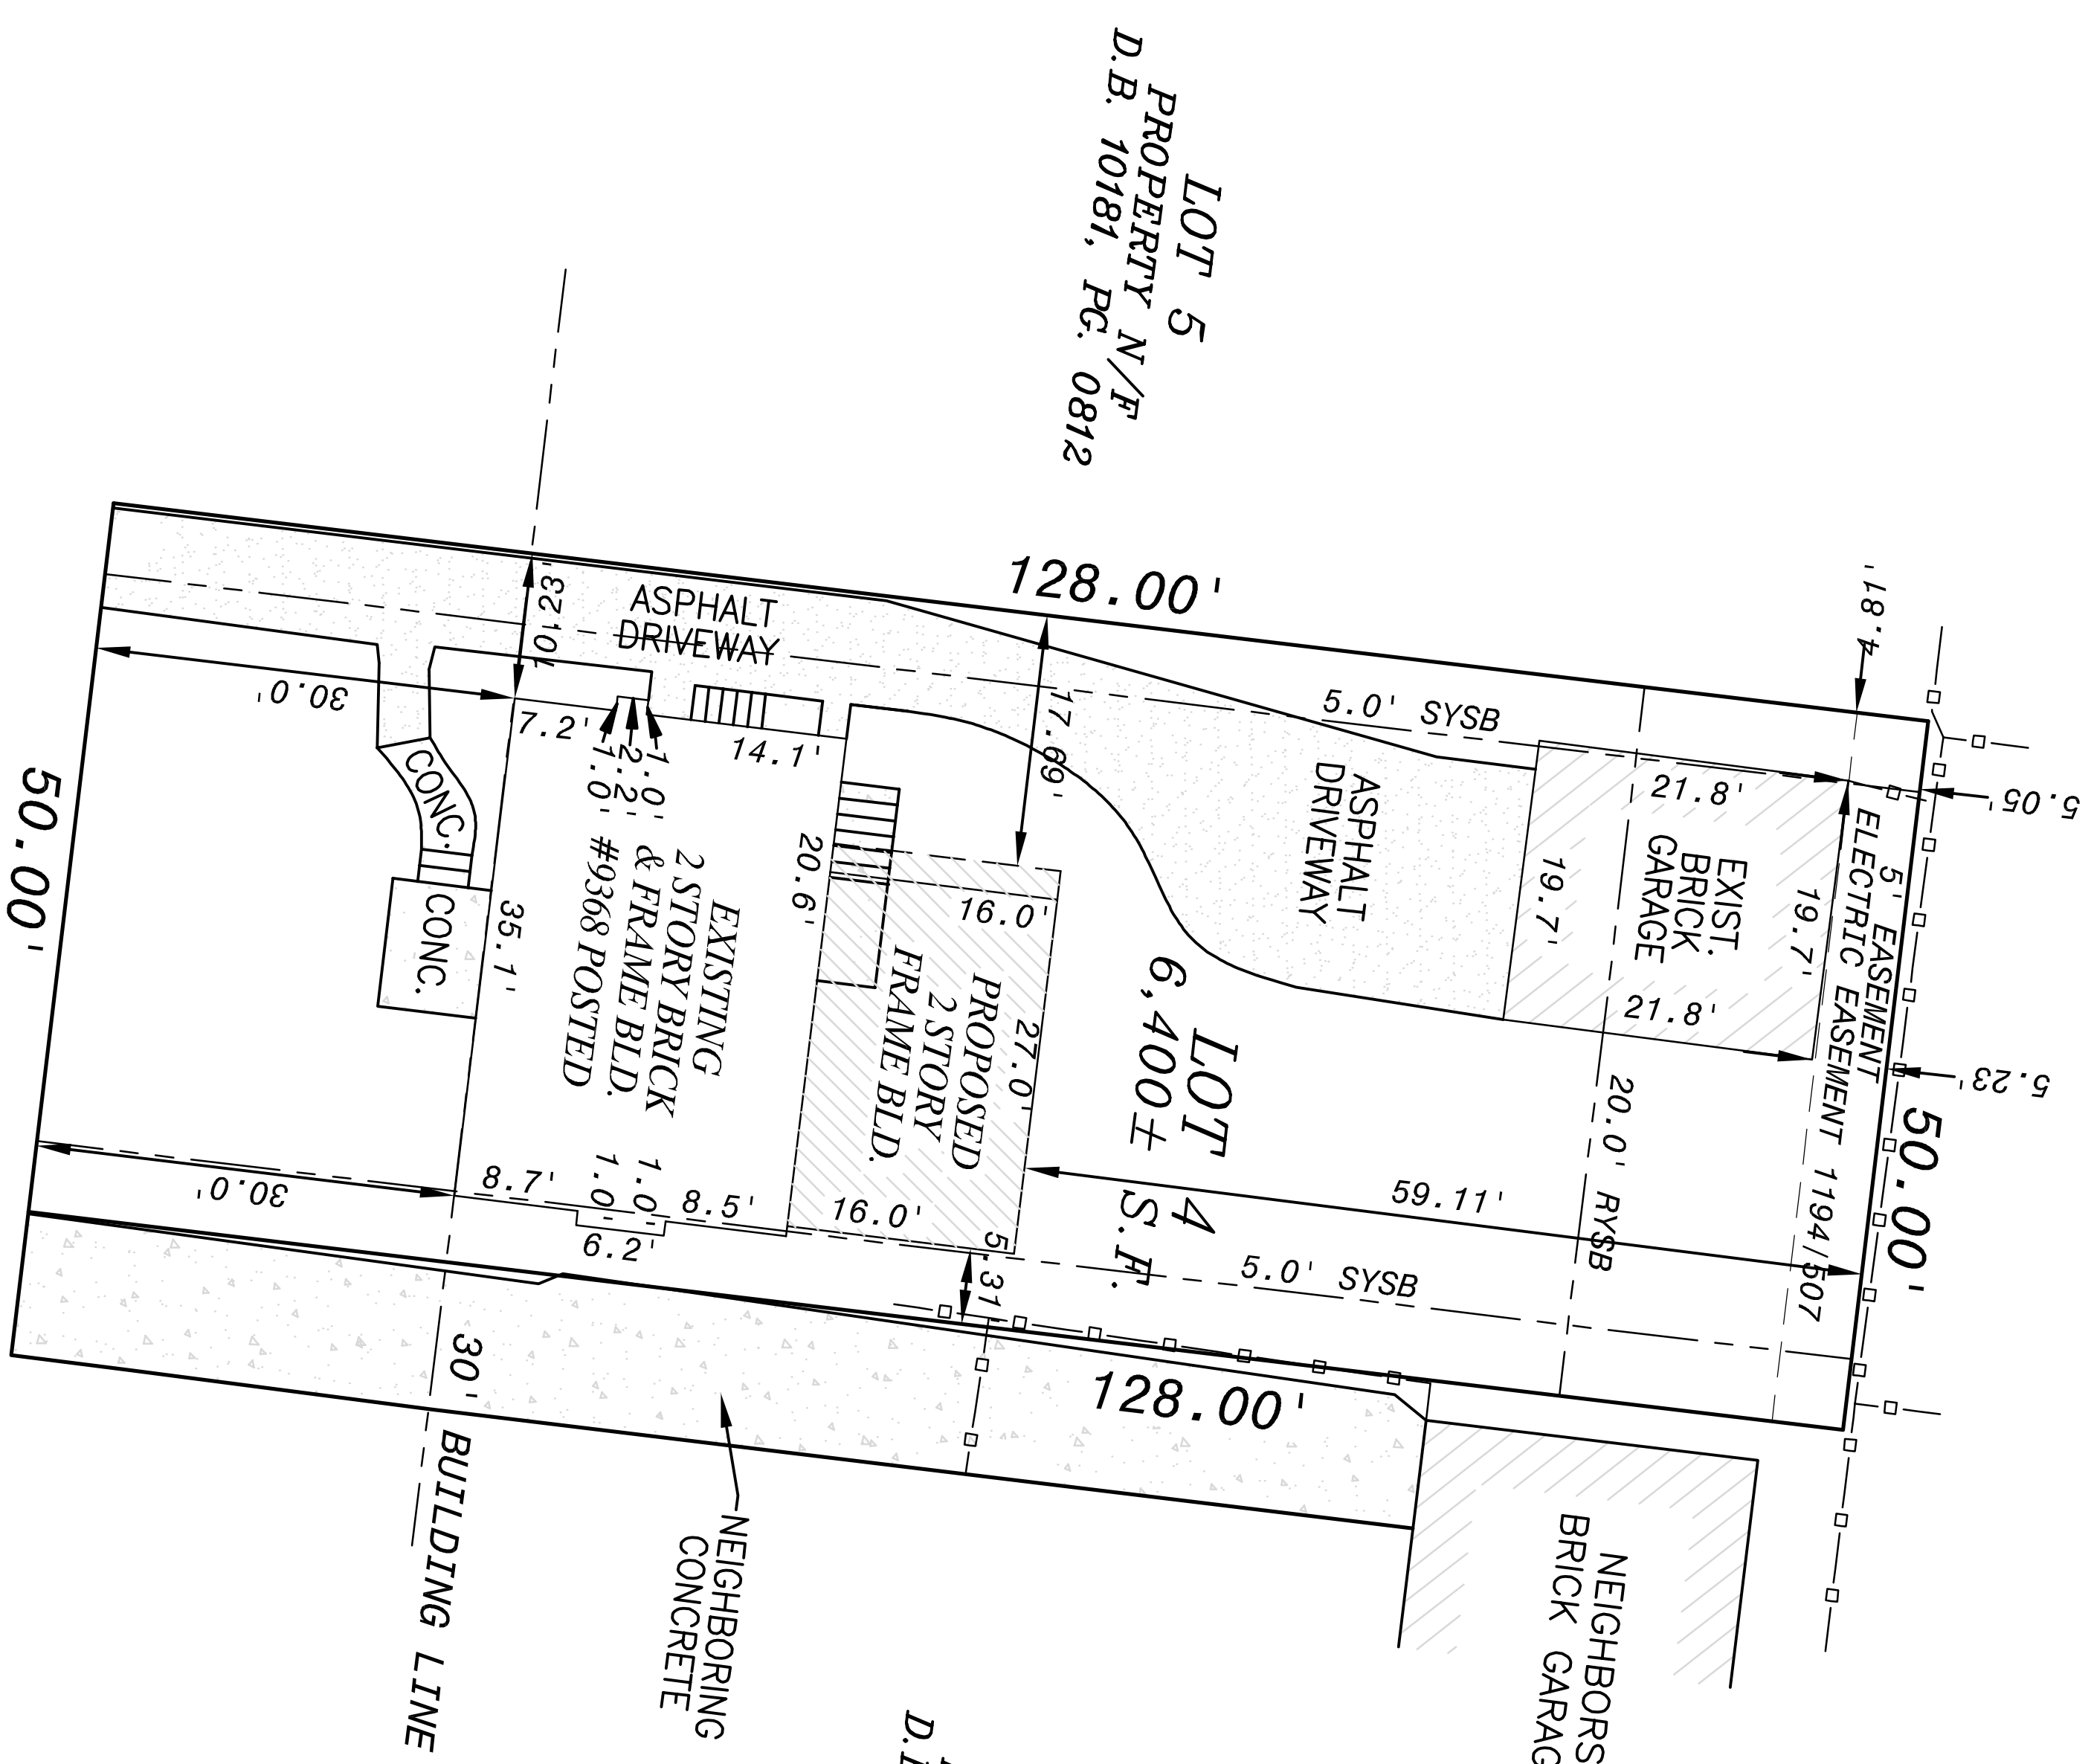 LOT 5
PROPERTY N/F
D.B. 10181, PG. 0812
128.00'
4.81'
5.05'
5.23'
50.00'
5' EASEMENT
ELECTRIC EASEMENT 1194/507
5.0' SYSB
21.8'
EXIST.
BRICK
GARAGE
19.7'
19.7'
21.8'
20.0' RYSB
ASPHALT
DRIVEWAY
10.23'
ASPHALT
DRIVEWAY
17.69'
30.0'
7.2'
1.0'
2.2'
1.0'
14.1'
CONC.
CONC.
35.1'
20.6'
EXISTING
2 STORY BRICK
& FRAME BLD.
#9368 POSTED
16.0'
PROPOSED
2 STORY
FRAME BLD.
27.0'
16.0'
LOT 4
6,400± S.F.
59.11'
5.0' SYSB
5.31'
30.0'
8.7'
1.0'
1.0'
8.5'
6.2'
50.00'
128.00'
30' BUILDING LINE
NEIGHBORING
CONCRETE
NEIGHBORS
BRICK GARAG